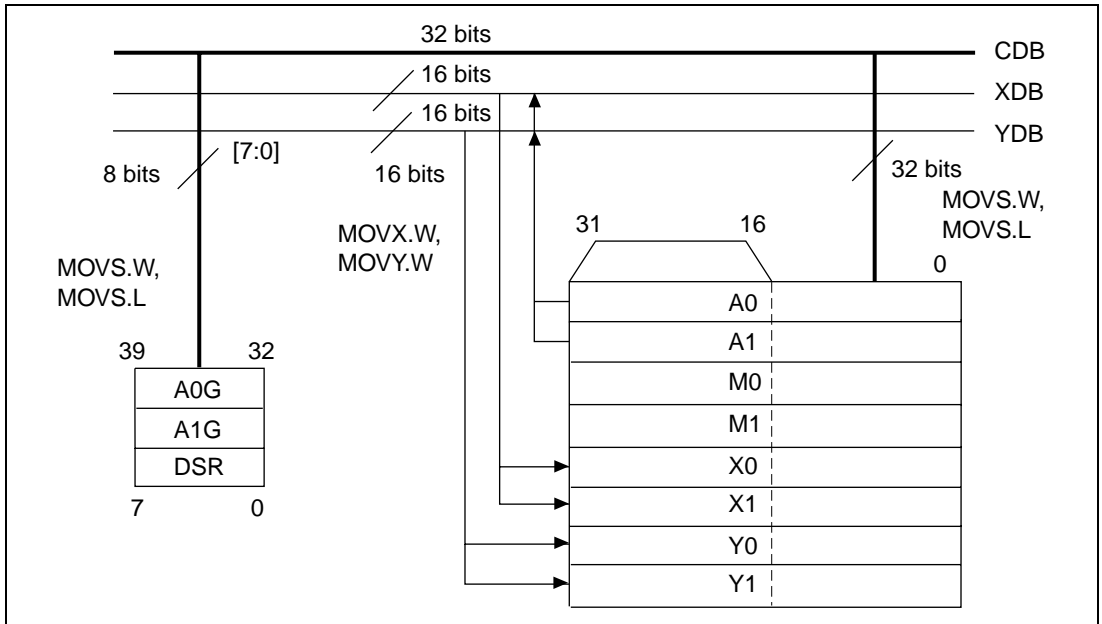 32 bits
CDB
16 bits
XDB
16 bits
YDB
[7:0]
8 bits
16 bits
32 bits
MOVS.W,
MOVS.L
MOVX.W,
MOVY.W
31
16
0
MOVS.W,
MOVS.L
39
32
A0G
A1G
DSR
7
0
A0
A1
M0
M1
X0
X1
Y0
Y1